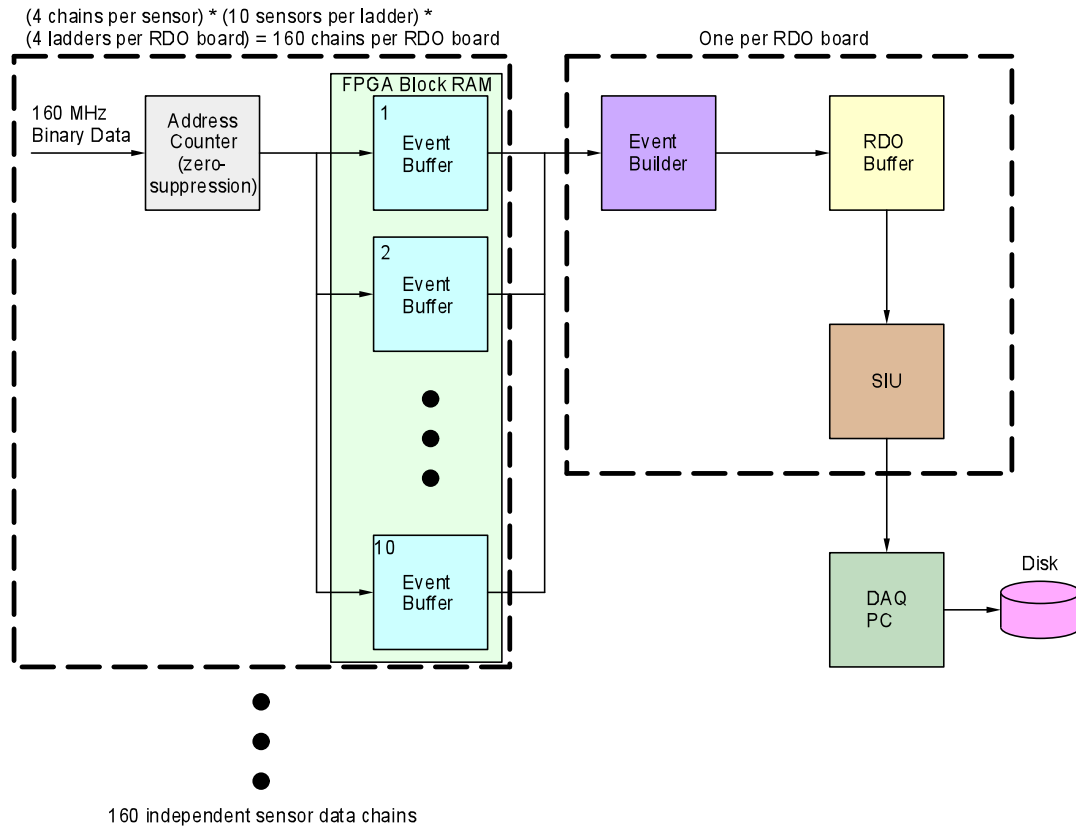 (4 chains per sensor) * (10 sensors per ladder) *
(4 ladders per RDO board) = 160 chains per RDO board
One per RDO board
FPGA Block RAM
160 MHz
Binary Data
Address
Counter
(zero-
suppression)
1
Event
Buffer
Event
Builder
RDO
Buffer
2
Event
Buffer
SIU
10
Event
Buffer
DAQ
PC
Disk
160 independent sensor data chains